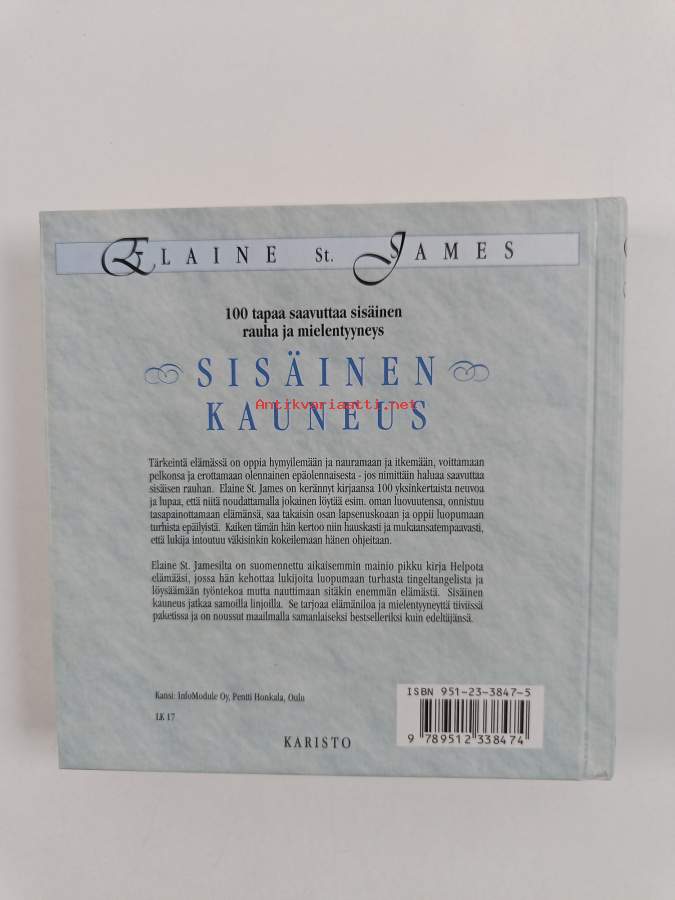 ELAINE St. JAMES
100 tapaa saavuttaa sisäinen
rauha ja mielentyyneys
SISÄINEN
Antikvariaatti.net
KAUNEUS
Tärkeintä elämässä on oppia hymyilemään ja nauramaan ja itkemään, voittamaan
pelkonsa ja erottamaan olennainen epäolennaisesta - jos nimittäin haluaa saavuttaa
sisäisen rauhan. Elaine St. James on kerännyt kirjaansa 100 yksinkertaista neuvoa
ja lupaa, että niitä noudattamalla jokainen löytää esim. oman luovuutensa, onnistuu
tasapainottamaan elämänsä, saa takaisin osan lapsenuskoaan ja oppii luopumaan
turhista epäilyistä. Kaiken tämän hän kertoo niin hauskasti ja mukaansatempaavasti,
että lukija intoutuu väkisinkin kokeilemaan hänen ohjeitaan.
Elaine St. Jamesilta on suomennettu aikaisemmin mainio pikku kirja Helpota
elämääsi, jossa hän kehottaa lukijoita luopumaan turhasta tingeltangelista ja
löysäämään työntekoa mutta nauttimaan sitäkin enemmän elämästä. Sisäinen
kauneus jatkaa samoilla linjoilla. Se tarjoaa elämäniloa ja mielentyyneyttä tiiviissä
paketissa ja on noussut maailmalla samanlaiseksi bestselleriksi kuin edeltäjänsä.
Kansi: InfoModule Oy, Pentti Honkala, Oulu
LK 17
KARISTO
ISBN 951-23-3847-5
9 789512 338474